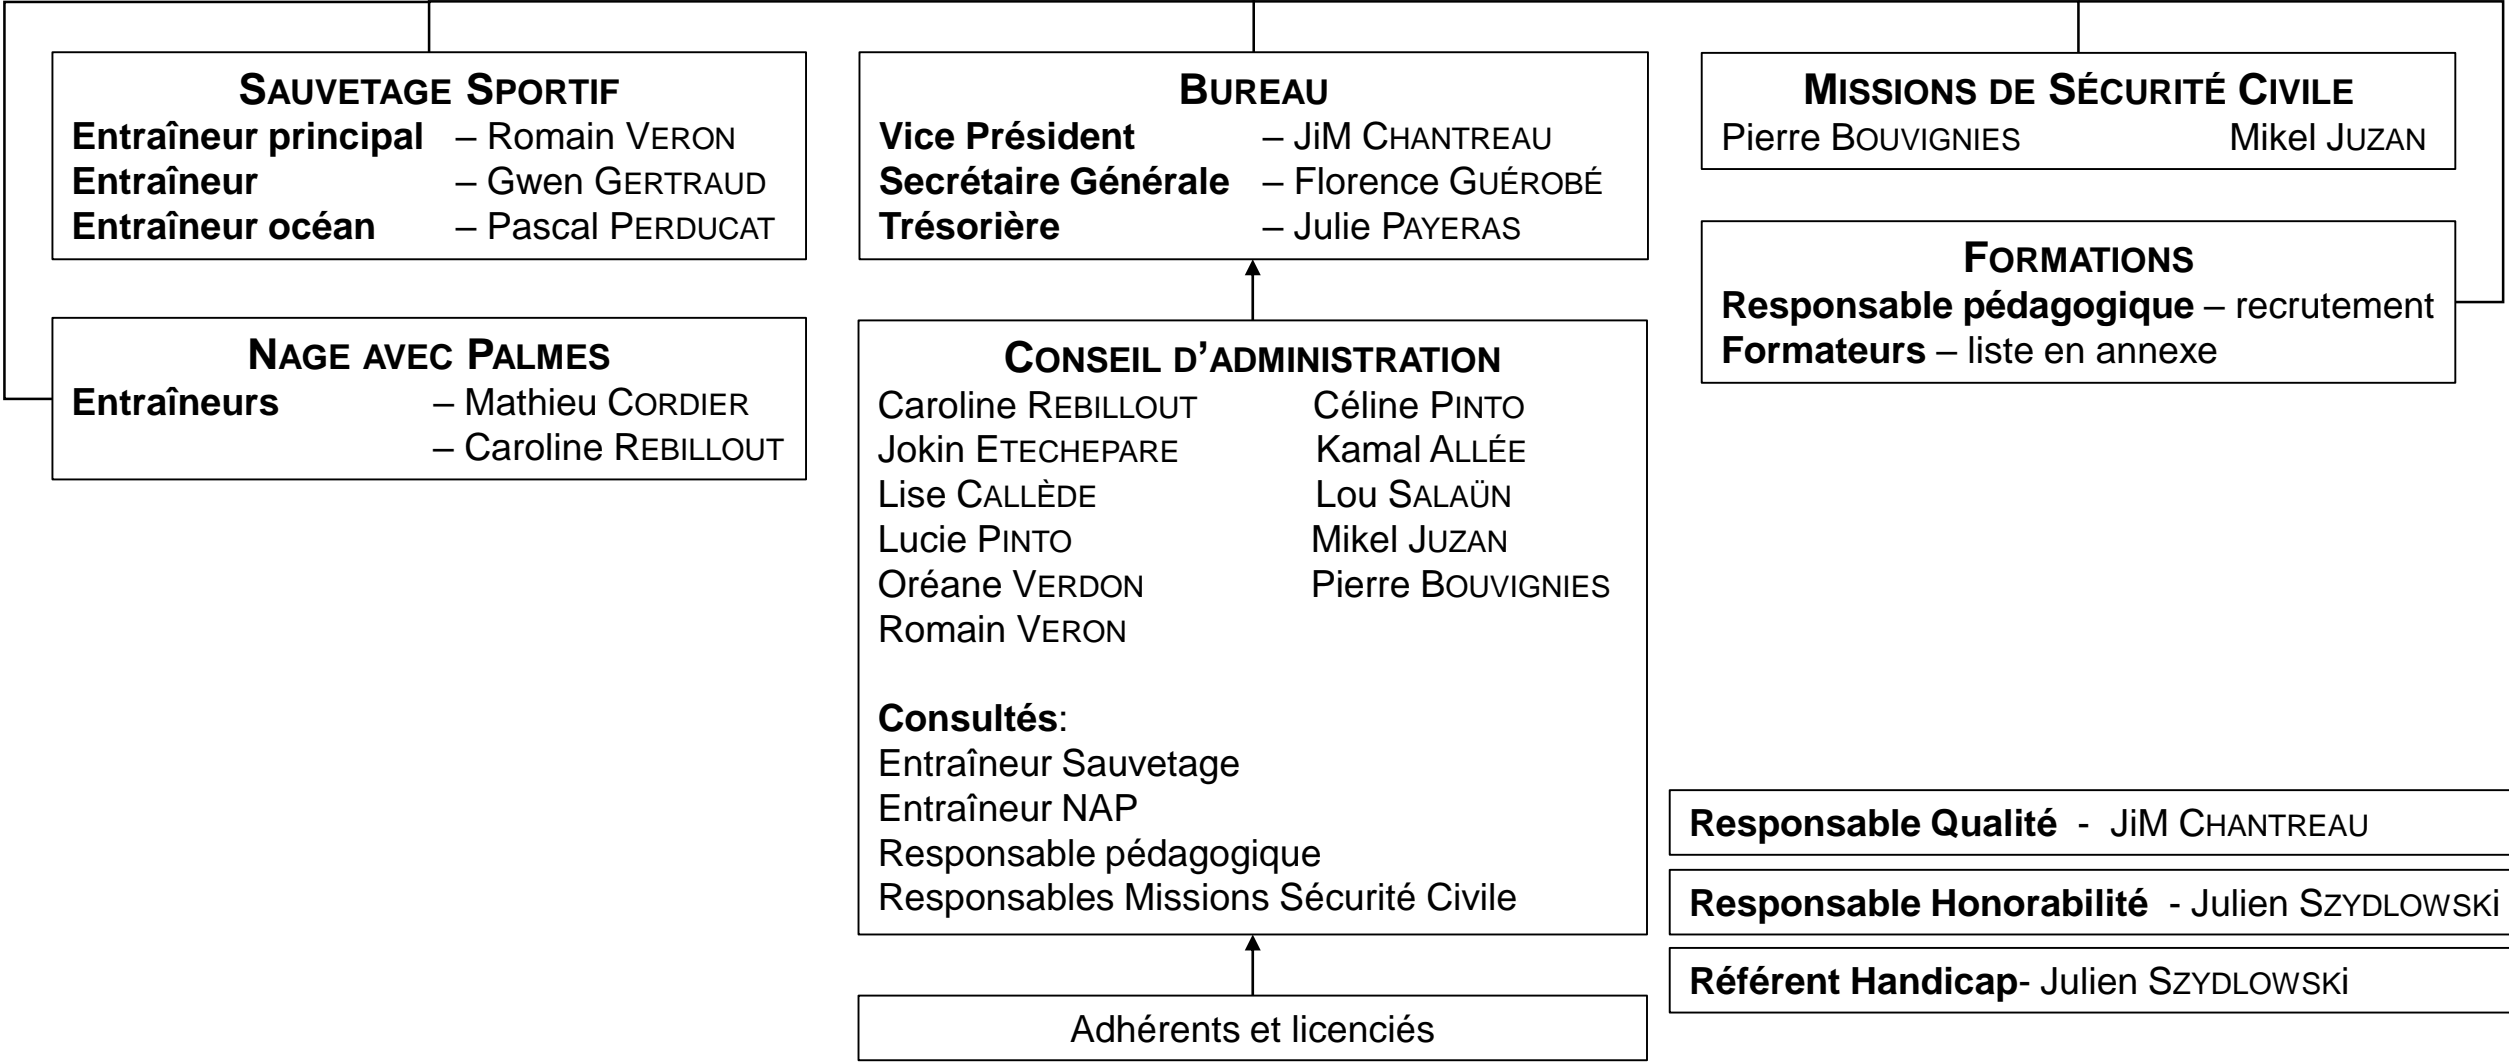 SAUVETAGE SPORTIF
Entraîneur principal – Romain VERON
Entraîneur – Gwen GERTRAUD
Entraîneur océan – Pascal PERDUCAT
NAGE AVEC PALMES
Entraîneurs – Mathieu CORDIER
– Caroline REBILLOUT
BUREAU
Vice Président – JiM CHANTREAU
Secrétaire Générale – Florence GUÉROBÉ
Trésorière – Julie PAYERAS
CONSEIL D’ADMINISTRATION
Caroline REBILLOUT Céline PINTO
Jokin ETECHEPARE Kamal ALLÉE
Lise CALLÈDE Lou SALAÜN
Lucie PINTO Mikel JUZAN
Oréane VERDON Pierre BOUVIGNIES
Romain VERON
Consultés:
Entraîneur Sauvetage
Entraîneur NAP
Responsable pédagogique
Responsables Missions Sécurité Civile
Adhérents et licenciés
MISSIONS DE SÉCURITÉ CIVILE
Pierre BOUVIGNIES Mikel JUZAN
FORMATIONS
Responsable pédagogique – recrutement
Formateurs – liste en annexe
Responsable Qualité - JiM CHANTREAU
Responsable Honorabilité - Julien SZYDLOWSKi
Référent Handicap- Julien SZYDLOWSKi